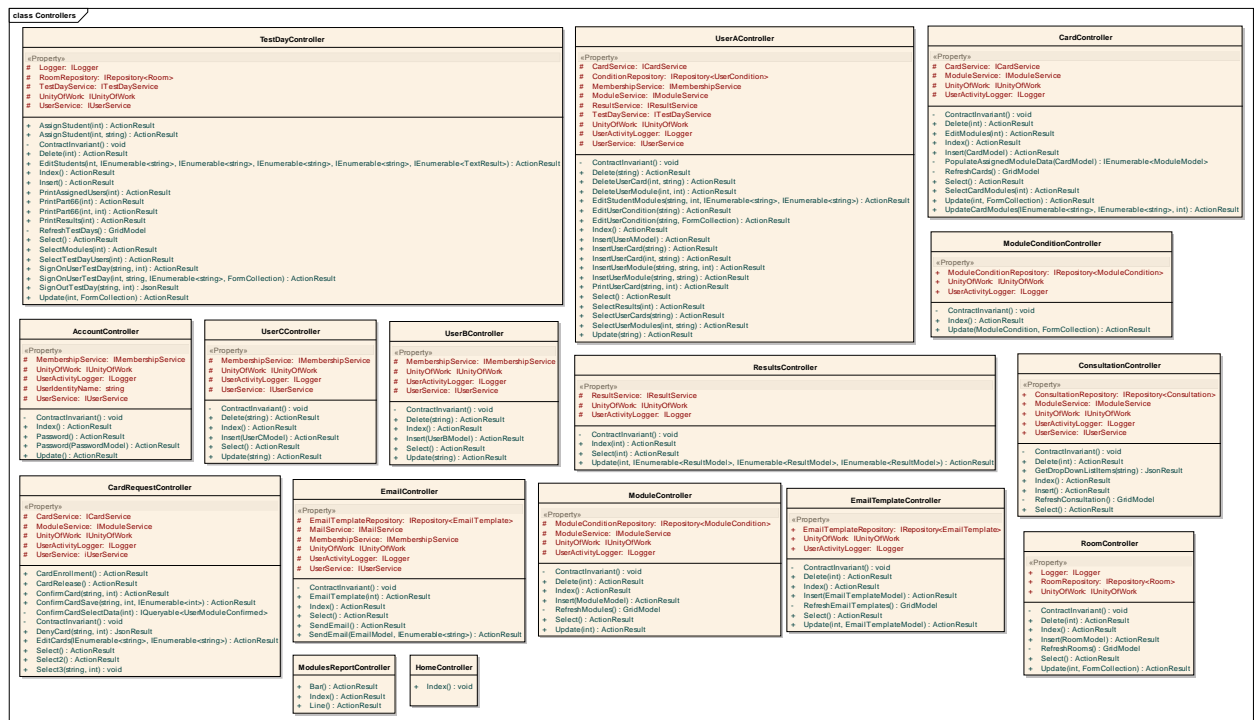 class Controllers
TestDayController
«Property»
# Logger: ILogger
# RoomRepository: IRepository<Room>
# TestDayService: ITestDayService
# UnityOfWork: IUnityOfWork
# UserService: IUserService
+ AssignStudent(int) : ActionResult
+ AssignStudent(int, string) : ActionResult
- ContractInvariant() : void
+ Delete(int) : ActionResult
+ EditStudents(int, IEnumerable<string>, IEnumerable<string>, IEnumerable<string>, IEnumerable<string>, IEnumerable<TextResult>) : ActionResult
+ Index() : ActionResult
+ Insert() : ActionResult
+ PrintAssignedUsers(int) : ActionResult
+ PrintPart66(int) : ActionResult
+ PrintPart66(int, int) : ActionResult
+ PrintResults(int) : ActionResult
- RefreshTestDays() : GridModel
+ Select() : ActionResult
+ SelectModules(int) : ActionResult
+ SelectTestDayUsers(int) : ActionResult
+ SignOnUserTestDay(string, int) : ActionResult
+ SignOnUserTestDay(int, string, IEnumerable<string>, FormCollection) : ActionResult
+ SignOutTestDay(string, int) : JsonResult
+ Update(int, FormCollection) : ActionResult
UserAController
«Property»
# CardService: ICardService
# ConditionRepository: IRepository<UserCondition>
# MembershipService: IMembershipService
# ModuleService: IModuleService
# ResultService: IResultService
# TestDayService: ITestDayService
# UnityOfWork: IUnityOfWork
# UserActivityLogger: ILogger
# UserService: IUserService
- ContractInvariant() : void
+ Delete(string) : ActionResult
+ DeleteUserCard(int, string) : ActionResult
+ DeleteUserModule(int, int) : ActionResult
+ EditStudentModules(string, int, IEnumerable<string>, IEnumerable<string>) : ActionResult
+ EditUserCondition(string) : ActionResult
+ EditUserCondition(string, FormCollection) : ActionResult
+ Index() : ActionResult
+ Insert(UserAModel) : ActionResult
+ InsertUserCard(string) : ActionResult
+ InsertUserCard(int, string) : ActionResult
+ InsertUserModule(string, string, int) : ActionResult
+ InsetUserModule(string, string) : ActionResult
+ PrintUserCard(string, int) : ActionResult
+ Select() : ActionResult
+ SelectResults(int) : ActionResult
+ SelectUserCards(string) : ActionResult
+ SelectUserModules(int, string) : ActionResult
+ Update(string) : ActionResult
CardController
«Property»
# CardService: ICardService
# ModuleService: IModuleService
# UnityOfWork: IUnityOfWork
# UserActivityLogger: ILogger
- ContractInvariant() : void
+ Delete(int) : ActionResult
+ EditModules(int) : ActionResult
+ Index() : ActionResult
+ Insert(CardModel) : ActionResult
- PopulateAssignedModuleData(CardModel) : IEnumerable<ModuleModel>
- RefreshCards() : GridModel
+ Select() : ActionResult
+ SelectCardModules(int) : ActionResult
+ Update(int, FormCollection) : ActionResult
+ UpdateCardModules(IEnumerable<string>, IEnumerable<string>, int) : ActionResult
ModuleConditionController
«Property»
+ ModuleConditionRepository: IRepository<ModuleCondition>
+ UnityOfWork: IUnityOfWork
+ UserActivityLogger: ILogger
- ContractInvariant() : void
+ Index() : ActionResult
+ Update(ModuleCondition, FormCollection) : ActionResult
AccountController
«Property»
# MembershipService: IMembershipService
# UnityOfWork: IUnityOfWork
# UserActivityLogger: ILogger
# UserIdentityName: string
# UserService: IUserService
- ContractInvariant() : void
+ Index() : ActionResult
+ Password() : ActionResult
+ Password(PasswordModel) : ActionResult
+ Update() : ActionResult
UserCController
«Property»
# MembershipService: IMembershipService
# UnityOfWork: IUnityOfWork
# UserActivityLogger: ILogger
# UserService: IUserService
- ContractInvariant() : void
+ Delete(string) : ActionResult
+ Index() : ActionResult
+ Insert(UserCModel) : ActionResult
+ Select() : ActionResult
+ Update(string) : ActionResult
UserBController
«Property»
# MembershipService: IMembershipService
# UnityOfWork: IUnityOfWork
# UserActivityLogger: ILogger
# UserService: IUserService
- ContractInvariant() : void
+ Delete(string) : ActionResult
+ Index() : ActionResult
+ Insert(UserBModel) : ActionResult
+ Select() : ActionResult
+ Update(string) : ActionResult
ResultsController
«Property»
# ResultService: IResultService
# UnityOfWork: IUnityOfWork
# UserActivityLogger: ILogger
- ContractInvariant() : void
+ Index(int) : ActionResult
+ Select(int) : ActionResult
+ Update(int, IEnumerable<ResultModel>, IEnumerable<ResultModel>, IEnumerable<ResultModel>) : ActionResult
ConsultationController
«Property»
+ ConsultationRepository: IRepository<Consultation>
+ ModuleService: IModuleService
+ UnityOfWork: IUnityOfWork
+ UserActivityLogger: ILogger
+ UserService: IUserService
- ContractInvariant() : void
+ Delete(int) : ActionResult
+ GetDropDownListItems(string) : JsonResult
+ Index() : ActionResult
+ Insert() : ActionResult
- RefreshConsultation() : GridModel
+ Select() : ActionResult
CardRequestController
«Property»
# CardService: ICardService
# ModuleService: IModuleService
# UnityOfWork: IUnityOfWork
# UserActivityLogger: ILogger
# UserService: iUserService
+ CardEnrollment() : ActionResult
+ CardRelease() : ActionResult
+ ConfirmCard(string, int) : ActionResult
+ ConfirmCardSave(string, int, IEnumerable<int>) : ActionResult
- ConfirmCardSelectData(int) : IQueryable<UserModuleConfirmed>
- ContractInvariant() : void
+ DenyCard(string, int) : JsonResult
+ EditCards(IEnumerable<string>, IEnumerable<string>) : ActionResult
+ Select() : ActionResult
+ Select2() : ActionResult
+ Select3(string, int) : void
EmailController
«Property»
# EmailTemplateRepository: IRepository<EmailTemplate>
# MailService: IMailService
# MembershipService: IMembershipService
# UnityOfWork: IUnityOfWork
# UserActivityLogger: ILogger
# UserService: IUserService
- ContractInvariant() : void
+ EmailTemplate(int) : ActionResult
+ Index() : ActionResult
+ Select() : ActionResult
+ SendEmail() : ActionResult
+ SendEmail(EmailModel, IEnumerable<string>) : ActionResult
ModuleController
«Property»
# ModuleConditionRepository: IRepository<ModuleCondition>
# ModuleService: IModuleService
# UnityOfWork: IUnityOfWork
# UserActivityLogger: ILogger
- ContractInvariant() : void
+ Delete(int) : ActionResult
+ Index() : ActionResult
+ Insert(ModuleModel) : ActionResult
- RefreshModules() : GridModel
+ Select() : ActionResult
+ Update(int) : ActionResult
EmailTemplateController
«Property»
+ EmailTemplateRepository: IRepository<EmailTemplate>
+ UnityOfWork: IUnityOfWork
+ UserActivityLogger: ILogger
- ContractInvariant() : void
+ Delete(int) : ActionResult
+ Index() : ActionResult
+ Insert(EmailTemplateModel) : ActionResult
- RefreshEmailTemplates() : GridModel
+ Select() : ActionResult
+ Update(int, EmailTemplateModel) : ActionResult
RoomController
«Property»
+ Logger: ILogger
+ RoomRepository: IRepository<Room>
+ UnityOfWork: IUnityOfWork
- ContractInvariant() : void
+ Delete(int) : ActionResult
+ Index() : ActionResult
+ Insert(RoomModel) : ActionResult
- RefreshRooms() : GridModel
+ Select() : ActionResult
+ Update(int, FormCollection) : ActionResult
ModulesReportController
+ Bar() : ActionResult
+ Index() : ActionResult
+ Line() : ActionResult
HomeController
+ Index() : void